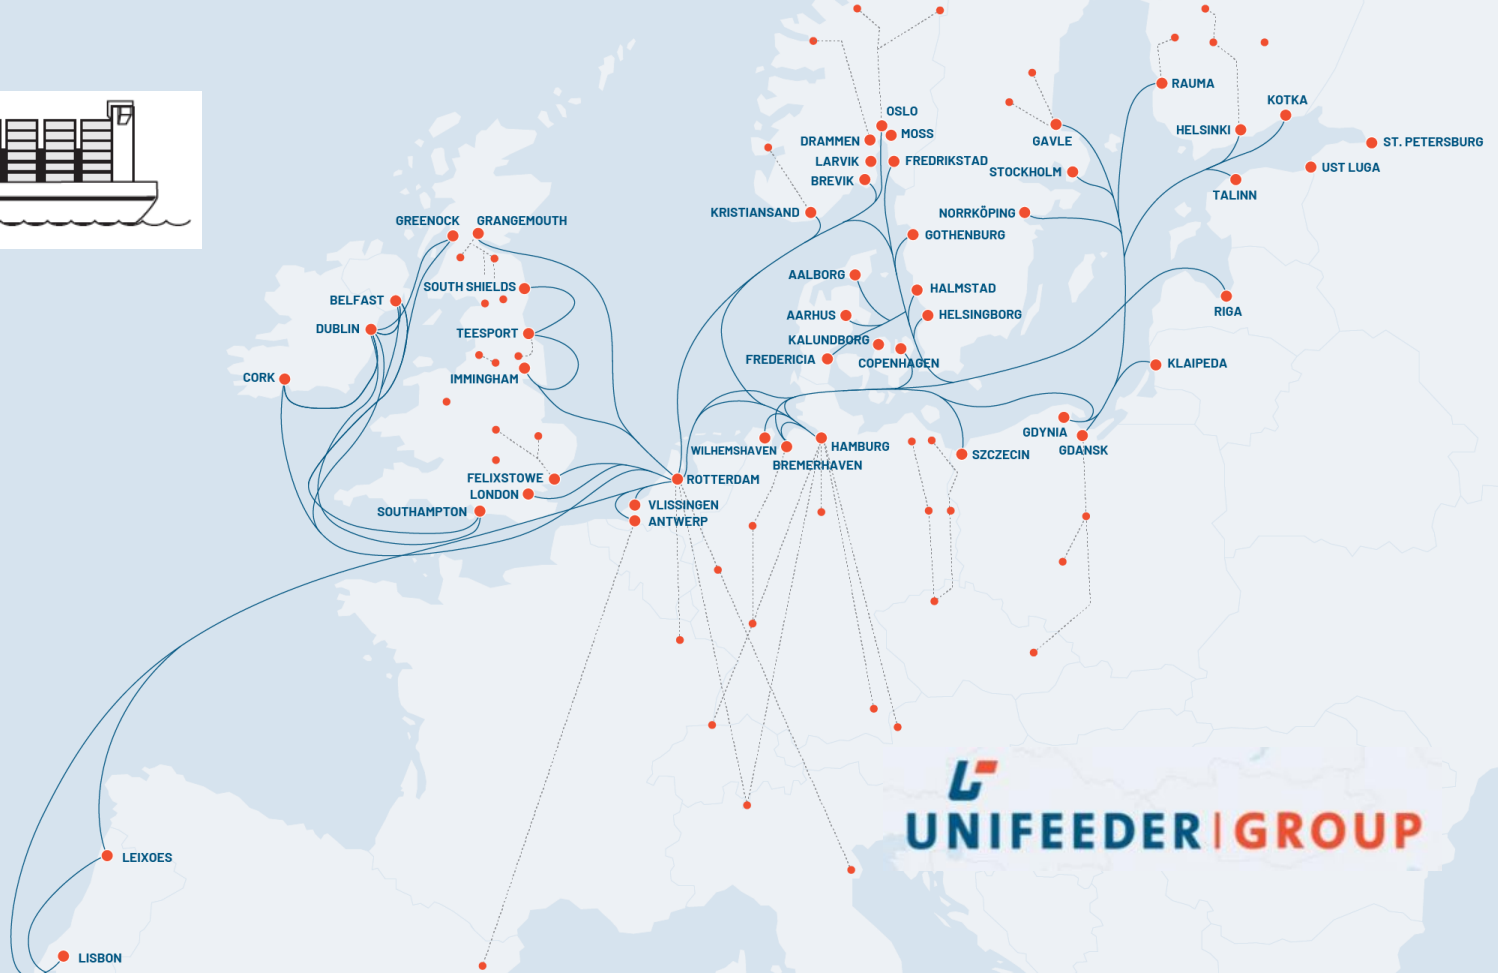 RAUMA
KOTKA
OSLO
MOSS
HELSINKI
DRAMMEN
GAVLE
ST. PETERSBURG
LARVIK
FREDRIKSTAD
UST LUGA
STOCKHOLM
BREVIK
TALINN
KRISTIANSAND
NORRKÖPING
GREENOCK
GRANGEMOUTH
GOTHENBURG
AALBORG
SOUTH SHIELDS
HALMSTAD
BELFAST
RIGA
AARHUS
HELSINGBORG
DUBLIN
TEESPORT
KALUNDBORG
FREDERICIA
COPENHAGEN
KLAIPEDA
CORK
IMMINGHAM
GDYNIA
HAMBURG
WILHEMSHAVEN
GDANSK
SZCZECIN
BREMERHAVEN
FELIXSTOWE
ROTTERDAM
LONDON
VLISSINGEN
SOUTHAMPTON
ANTWERP
UNIFEEDER | GROUP
LEIXOES
LISBON